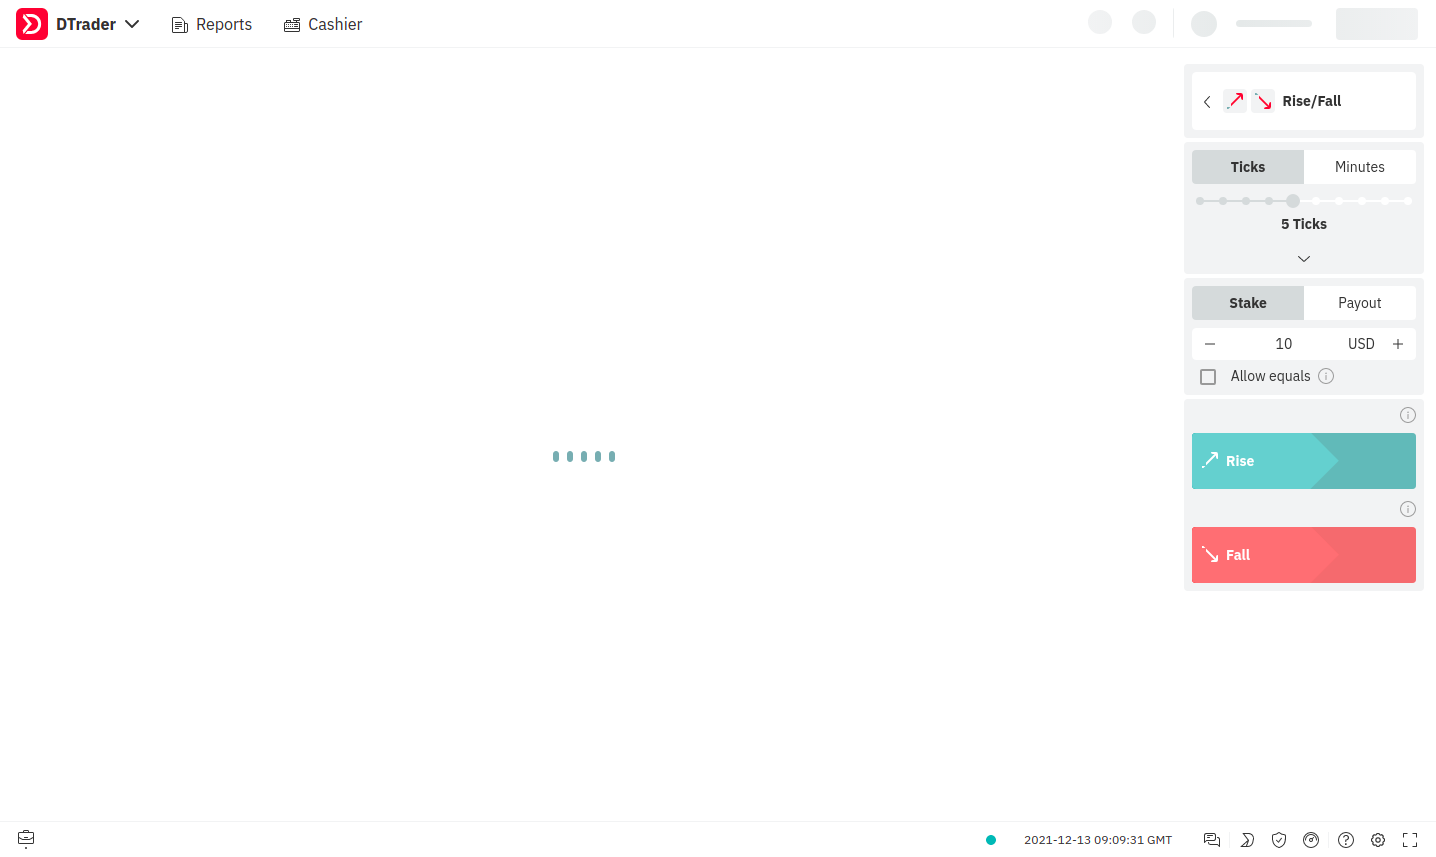 DTrader
Reports
Cashier
Rise/Fall
Ticks
Minutes
5 Ticks
Stake
Payout
10
USD
Allow equals
Rise
Fall
2021-12-13 09:09:31 GMT